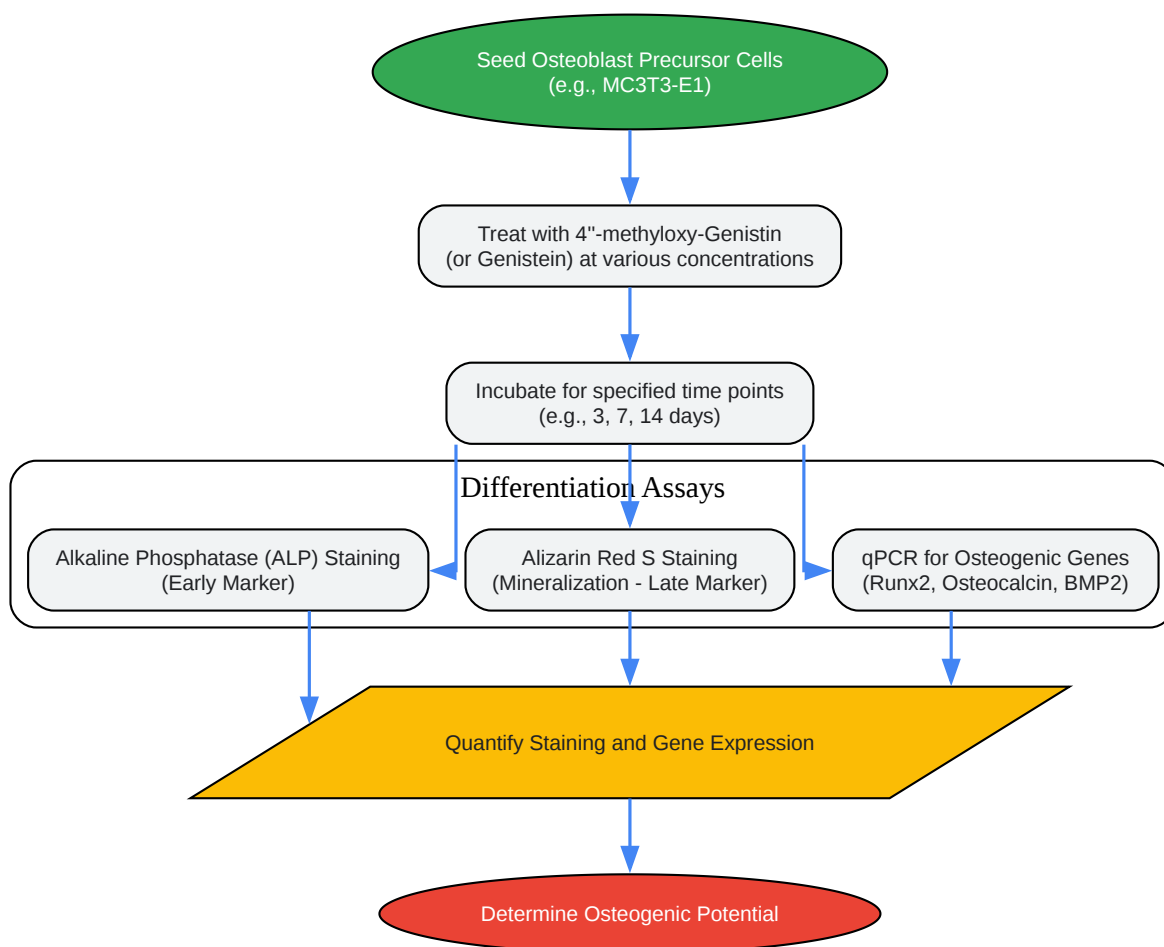 Seed Osteoblast Precursor Cells
(e.g., MC3T3-E1)
Treat with 4"-methyloxy-Genistin
(or Genistein) at various concentrations
Incubate for specified time points
(e.g., 3, 7, 14 days)
Differentiation Assays
Alkaline Phosphatase (ALP) Staining
(Early Marker)
Alizarin Red S Staining
(Mineralization - Late Marker)
qPCR for Osteogenic Genes
(Runx2, Osteocalcin, BMP2)
Quantify Staining and Gene Expression
Determine Osteogenic Potential